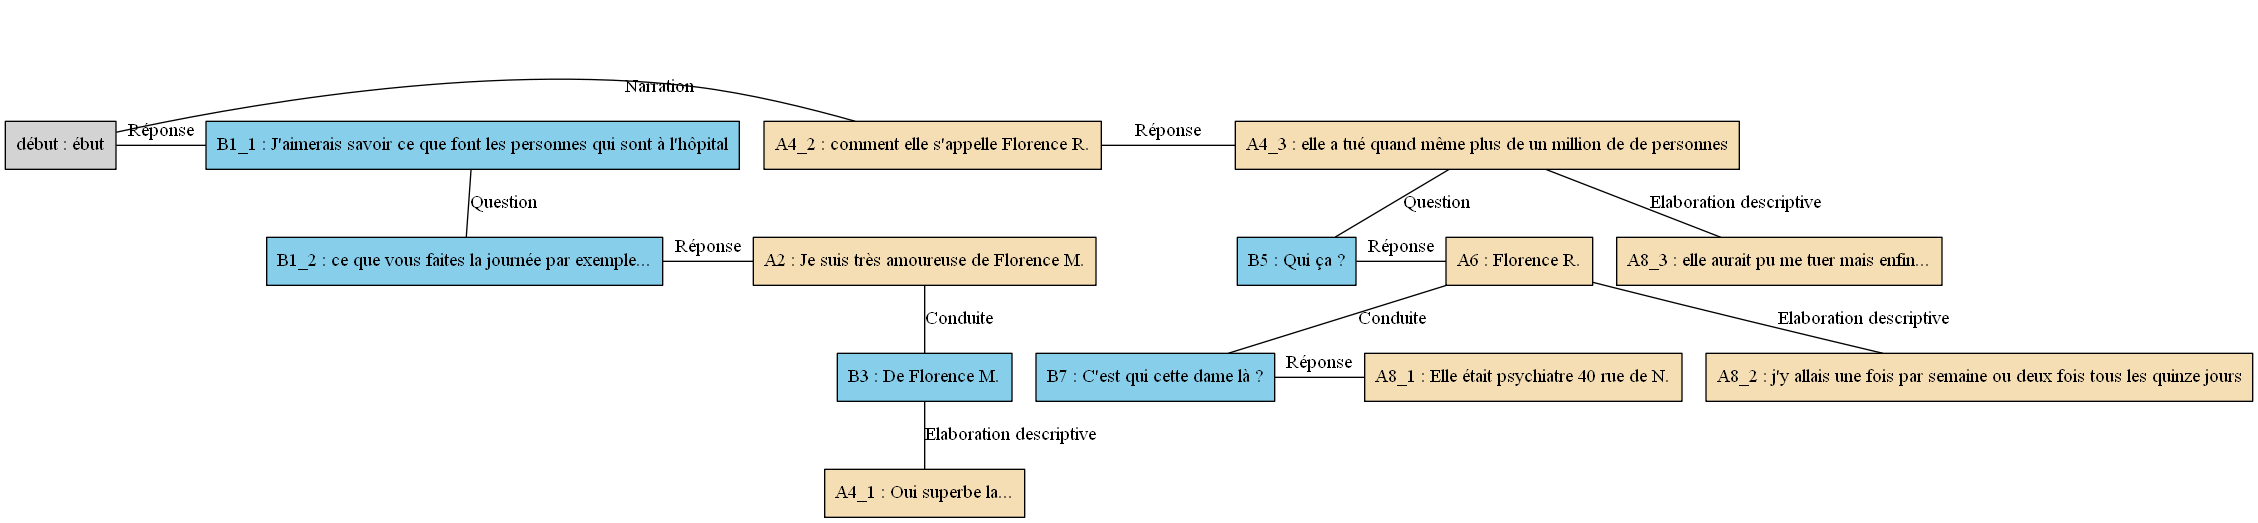 Narration
début : ébut
Réponse
B1_1 : J'aimerais savoir ce que font les personnes qui sont à l'hôpital
A4_2 : comment elle s'appelle Florence R.
Réponse
A4_3 : elle a tué quand même plus de un million de de personnes
Question
Question
Elaboration descriptive
B1_2 : ce que vous faites la journée par exemple...
Réponse
A2 : Je suis très amoureuse de Florence M.
B5 : Qui ça ?
Réponse
A6 : Florence R.
A8_3 : elle aurait pu me tuer mais enfin...
Conduite
Conduite
Elaboration descriptive
B3 : De Florence M.
B7 : C'est qui cette dame là ?
Réponse
A8_1 : Elle était psychiatre 40 rue de N.
A8_2 : j'y allais une fois par semaine ou deux fois tous les quinze jours
Elaboration descriptive
A4_1 : Oui superbe la...